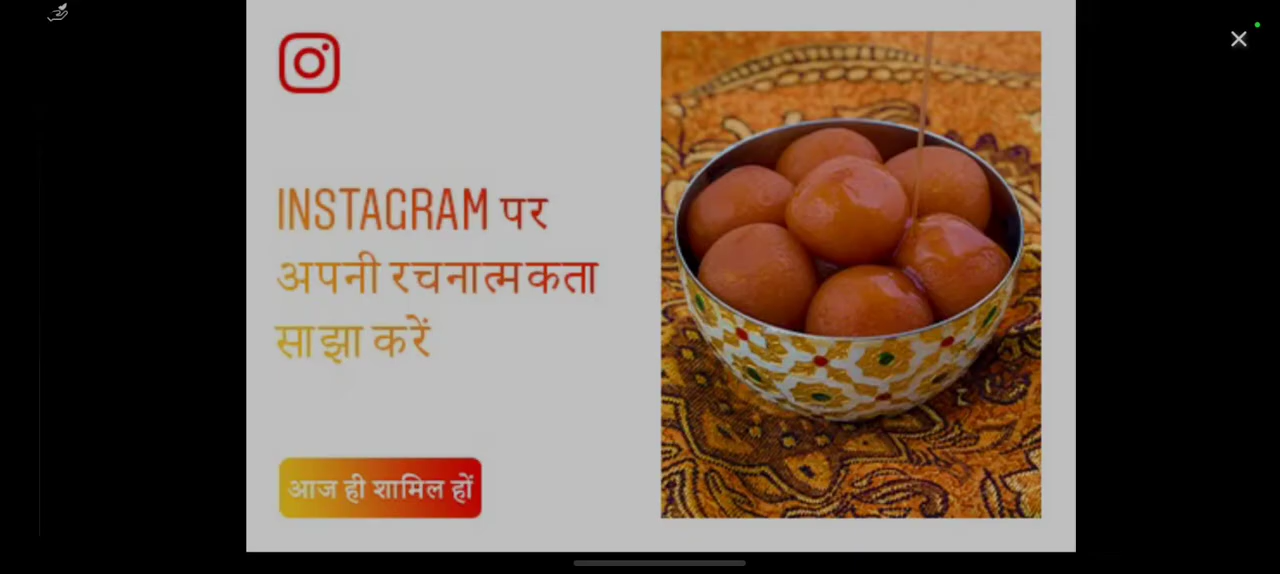 INSTAGRAM पर
अपनी रचनात्मकता
साझा करें
आज ही शामिल हों